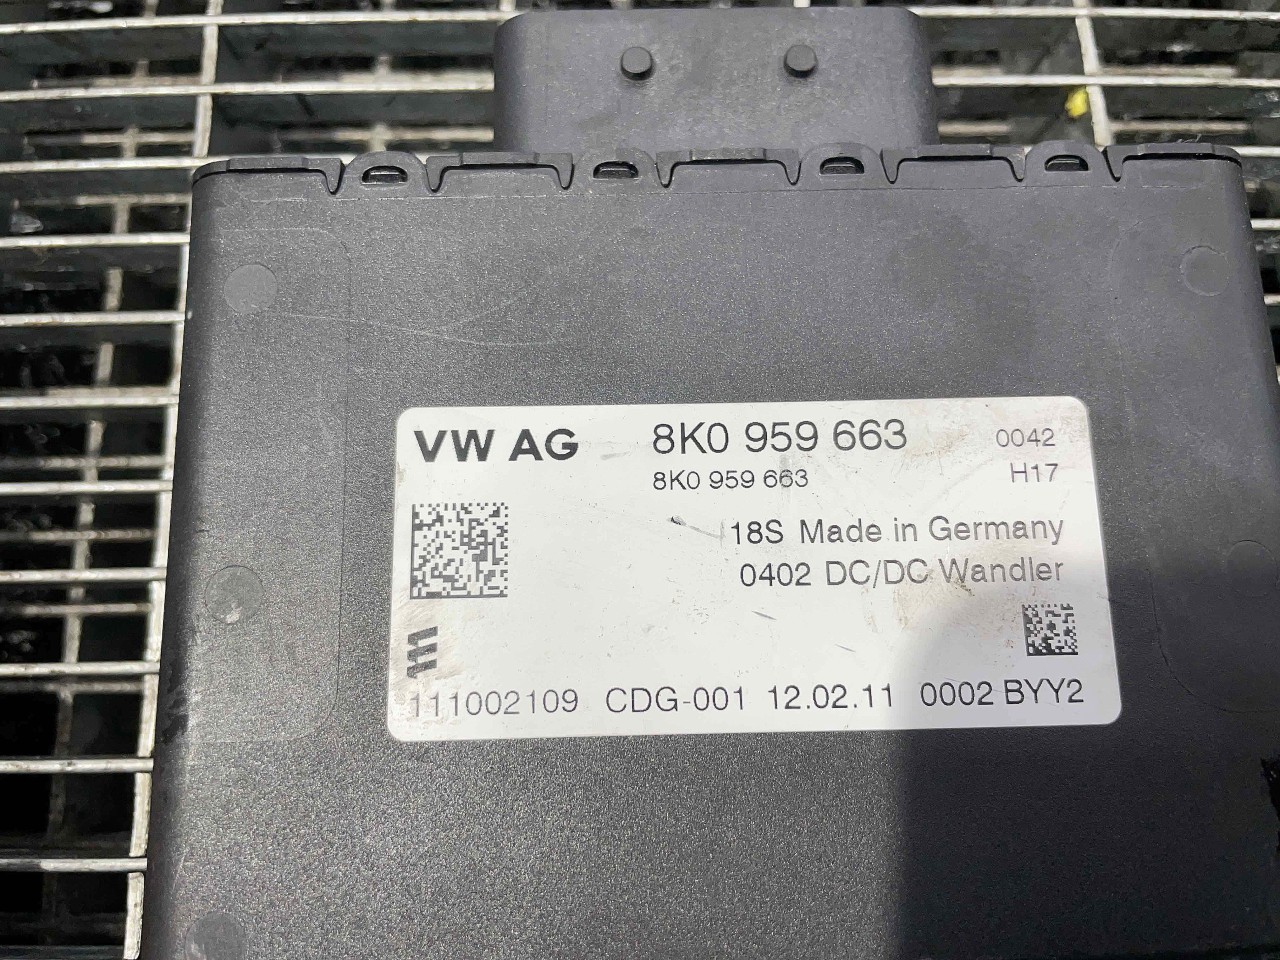 VW AG 8K0 959 663 0042
8K0 959 663 H17
18S Made in Germany
0402 DC/DC Wandler
111002109 CDG-001 12.02.11 0002 BYY2